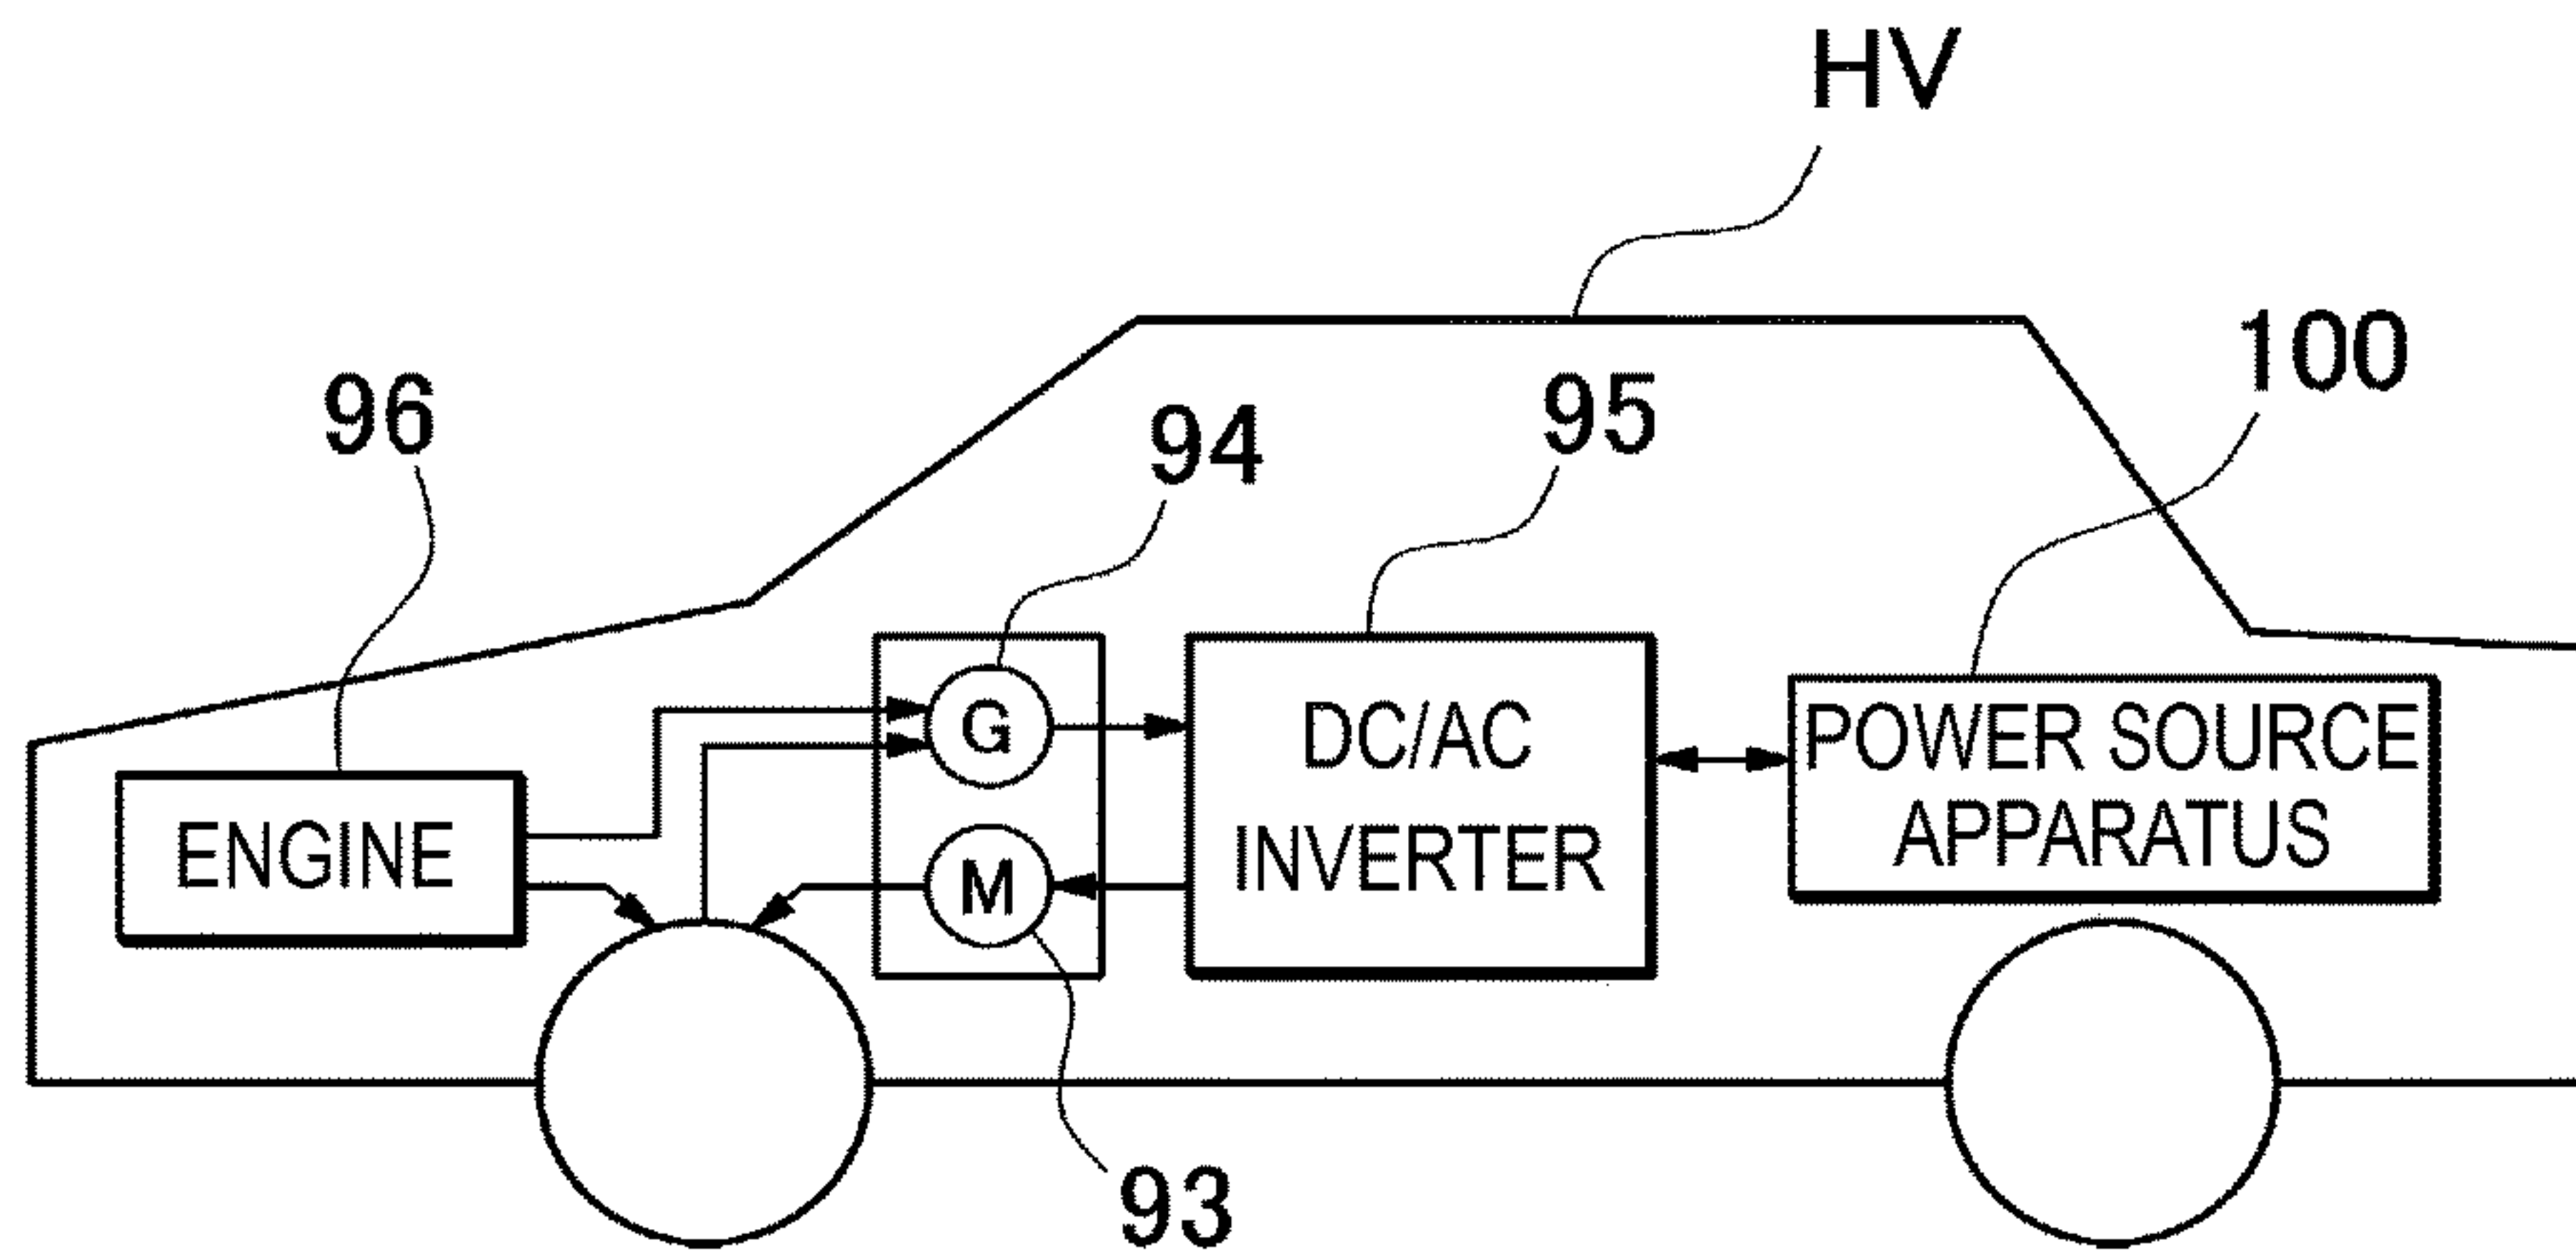 HV
100
96
94
95
G
DC/AC
INVERTER
POWER SOURCE
APPARATUS
ENGINE
M
93